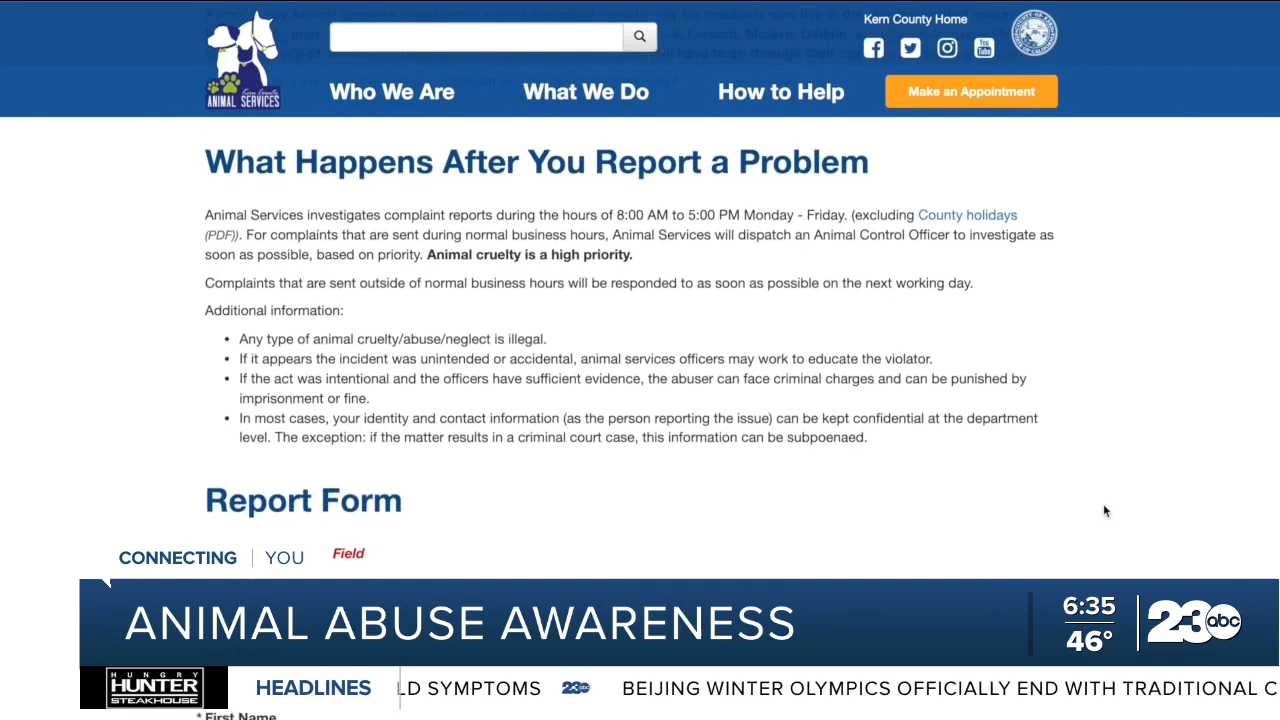 Kern County Home
Kern County
ANIMAL SERVICES
You
Tube
Who We Are
What We Do
How to Help
Make an Appointment
What Happens After You Report a Problem
Animal Services investigates complaint reports during the hours of 8:00 AM to 5:00 PM Monday - Friday. (excluding County holidays
(PDF)). For complaints that are sent during normal business hours, Animal Services will dispatch an Animal Control Officer to investigate as
soon as possible, based on priority. Animal cruelty is a high priority.
Complaints that are sent outside of normal business hours will be responded to as soon as possible on the next working day.
Additional information:
• Any type of animal cruelty/abuse/neglect is illegal.
• If it appears the incident was unintended or accidental, animal services officers may work to educate the violator.
• If the act was intentional and the officers have sufficient evidence, the abuser can face criminal charges and can be punished by
imprisonment or fine.
• In most cases, your identity and contact information (as the person reporting the issue) can be kept confidential at the department
level. The exception: if the matter results in a criminal court case, this information can be subpoenaed.
Report Form
CONNECTING | YOU
Field
ANIMAL ABUSE AWARENESS
6:35
46°
23 abc
HUNGRY
HUNTER
STEAKHOUSE
HEADLINES
LD SYMPTOMS 23abc BEIJING WINTER OLYMPICS OFFICIALLY END WITH TRADITIONAL C
* First Name